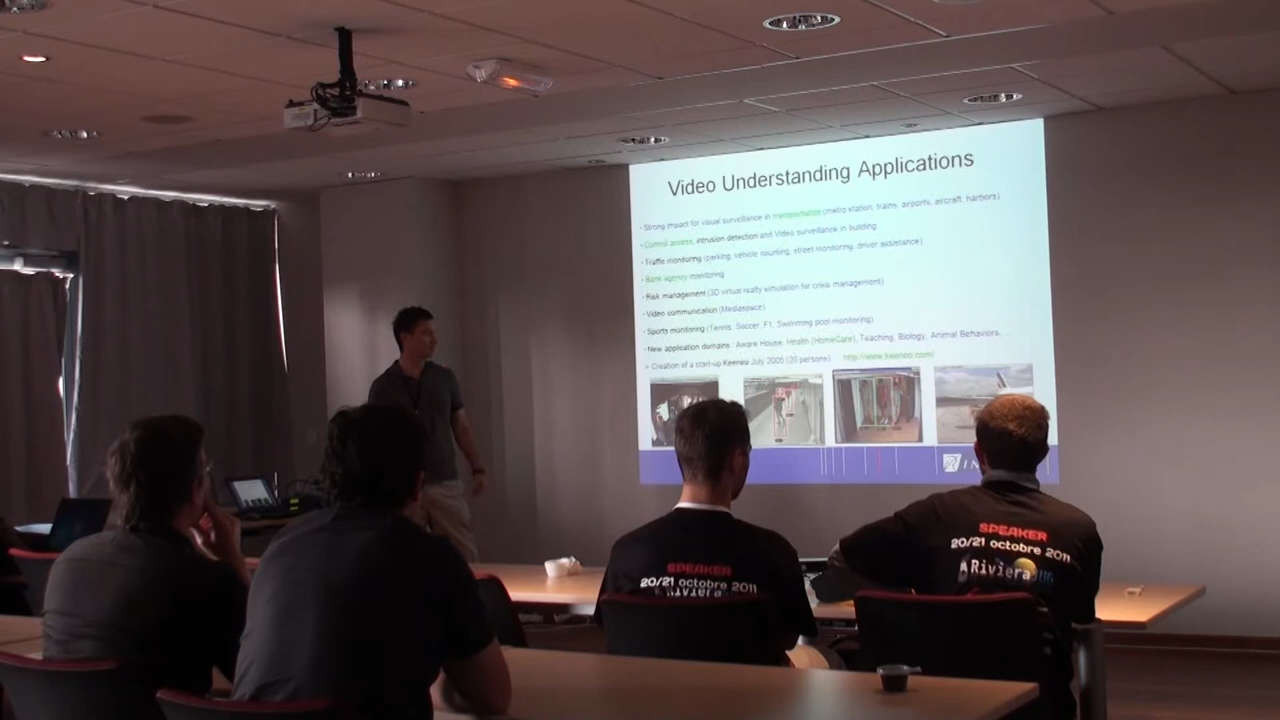 Video Understanding Applications
- Strong impact for visual surveillance in transportation (metro station, trains, airports, aircraft, harbors)
- Control access, intrusion detection and Video surveillance in building
- Traffic monitoring (parking, vehicle counting, street monitoring, driver assistance)
- Bank agency monitoring
- Risk management (3D virtual realty simulation for crisis management)
- Video communication (Mediaspace)
- Sports monitoring (Tennis, Soccer, F1, Swimming pool monitoring)
- New application domains : Aware House, Health (HomeCare), Teaching, Biology, Animal Behaviors, …
➢ Creation of a start-up Keeneo July 2005 (20 persons) http://www.keeneo.com/
IN
SPEAKER
20/21 octobre 2011
Riviera
SPEAKER
20/21 octobre 2011
RivieraJUG